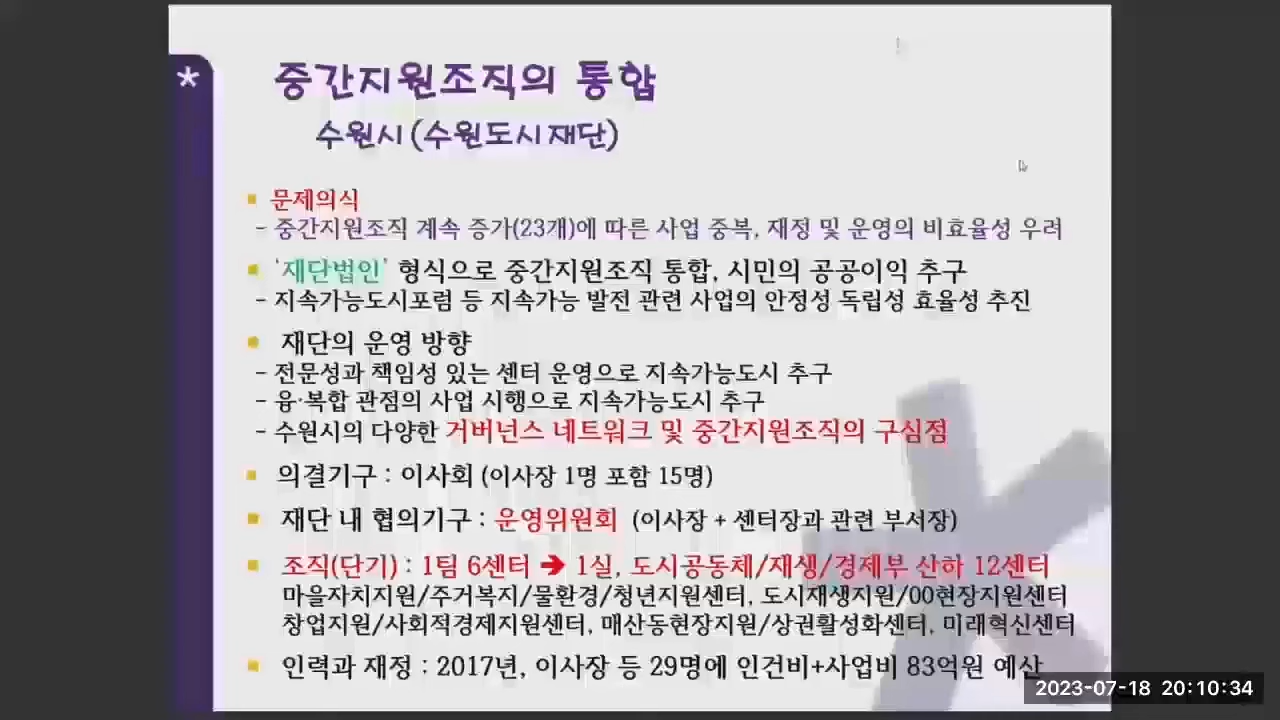 *
중간지원조직의 통합
수원시 (수원도시재단)
▪ 문제의식
- 중간지원조직 계속 증가(23개)에 따른 사업 중복, 재정 및 운영의 비효율성 우려
▪ '재단법인' 형식으로 중간지원조직 통합, 시민의 공공이익 추구
- 지속가능도시포럼 등 지속가능 발전 관련 사업의 안정성 독립성 효율성 추진
▪ 재단의 운영 방향
- 전문성과 책임성 있는 센터 운영으로 지속가능도시 추구
- 융·복합 관점의 사업 시행으로 지속가능도시 추구
- 수원시의 다양한 거버넌스 네트워크 및 중간지원조직의 구심점
▪ 의결기구 : 이사회 (이사장 1명 포함 15명)
▪ 재단 내 협의기구 : 운영위원회 (이사장 + 센터장과 관련 부서장)
▪ 조직(단기) : 1팀 6센터 ➔ 1실, 도시공동체/재생/경제부 산하 12센터
마을자치지원/주거복지/물환경/청년지원센터, 도시재생지원/00현장지원센터
창업지원/사회적경제지원센터, 매산동현장지원/상권활성화센터, 미래혁신센터
▪ 인력과 재정 : 2017년, 이사장 등 29명에 인건비+사업비 83억원 예산
2023-07-18 20:10:34